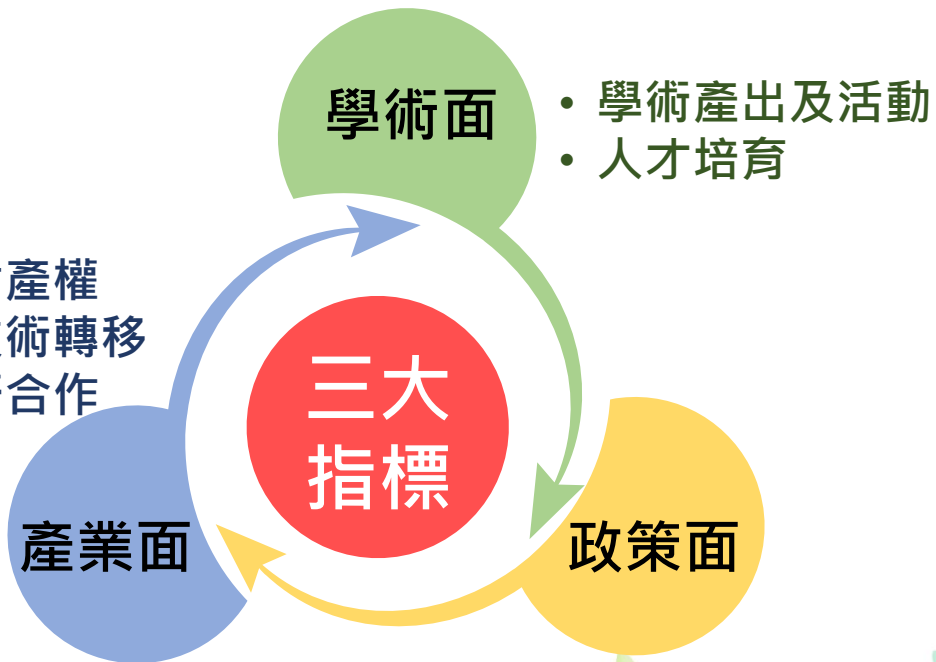 學術面
• 學術產出及活動
• 人才培育
產權
術轉移
合作
三大
指標
產業面
政策面